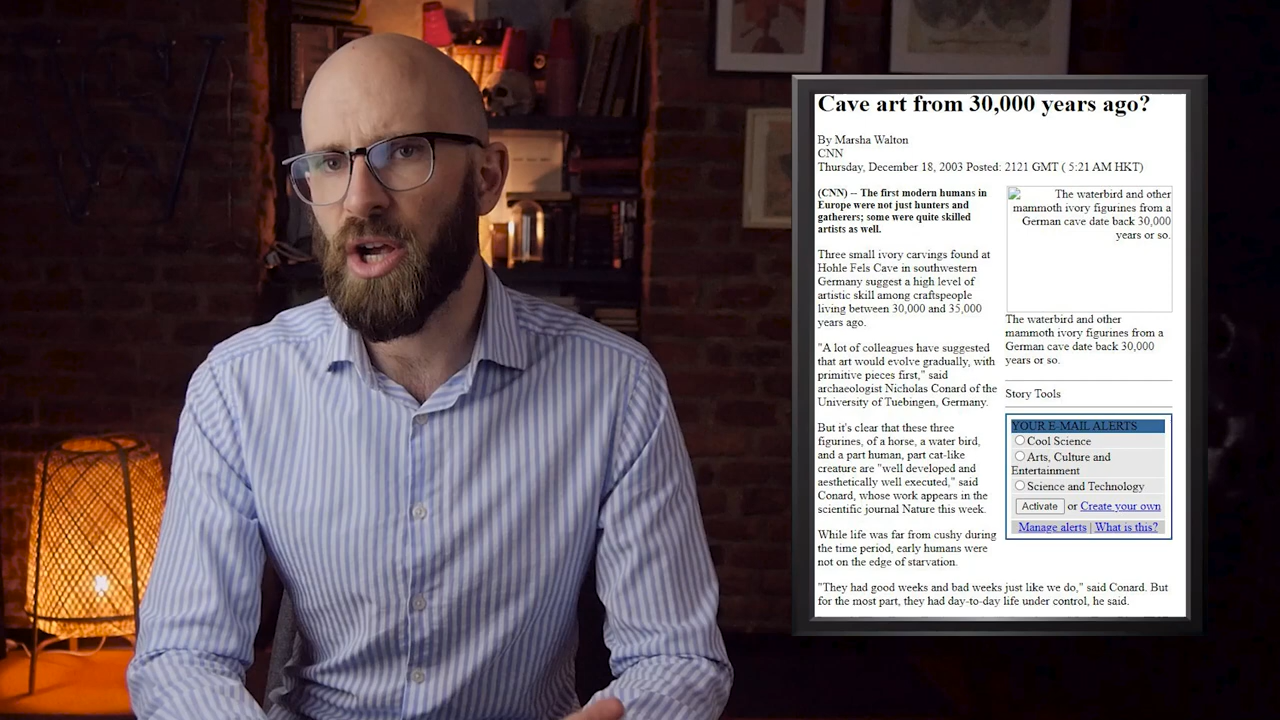 Cave art from 30,000 years ago?
By Marsha Walton
CNN
Thursday, December 18, 2003 Posted: 2121 GMT ( 5:21 AM HKT)
(CNN) -- The first modern humans in
Europe were not just hunters and
gatherers; some were quite skilled
artists as well.
Three small ivory carvings found at
Hohle Fels Cave in southwestern
Germany suggest a high level of
artistic skill among craftspeople
living between 30,000 and 35,000
years ago.
"A lot of colleagues have suggested
that art would evolve gradually, with
primitive pieces first," said
archaeologist Nicholas Conard of the
University of Tuebingen, Germany.
But it's clear that these three
figurines, of a horse, a water bird,
and a part human, part cat-like
creature are "well developed and
aesthetically well executed," said
Conard, whose work appears in the
scientific journal Nature this week.
While life was far from cushy during
the time period, early humans were
not on the edge of starvation.
"They had good weeks and bad weeks just like we do," said Conard. But
for the most part, they had day-to-day life under control, he said.
The waterbird and other
mammoth ivory figurines from a
German cave date back 30,000
years or so.
The waterbird and other
mammoth ivory figurines from a
German cave date back 30,000
years or so.
Story Tools
YOUR E-MAIL ALERTS
Cool Science
Arts, Culture and
Entertainment
Science and Technology
Activate or Create your own
Manage alerts | What is this?